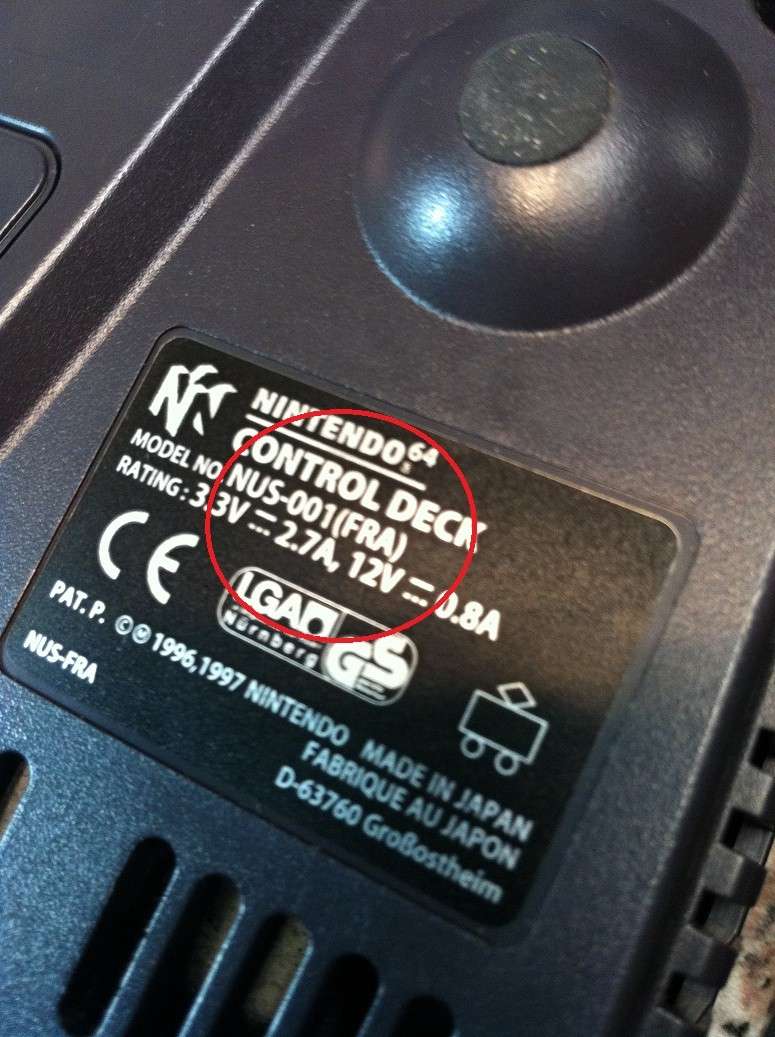 NINTENDO64
CONTROL DECK
MODEL NO NUS-001(FRA)
RATING : 3.3V ⎓ 2.7A, 12V ⎓ 0.8A
CE
LGA GS
Nürnberg
PAT. P. ©Ⓜ 1996,1997 NINTENDO MADE IN JAPAN
NUS-FRA
FABRIQUE AU JAPON
D-63760 Großostheim